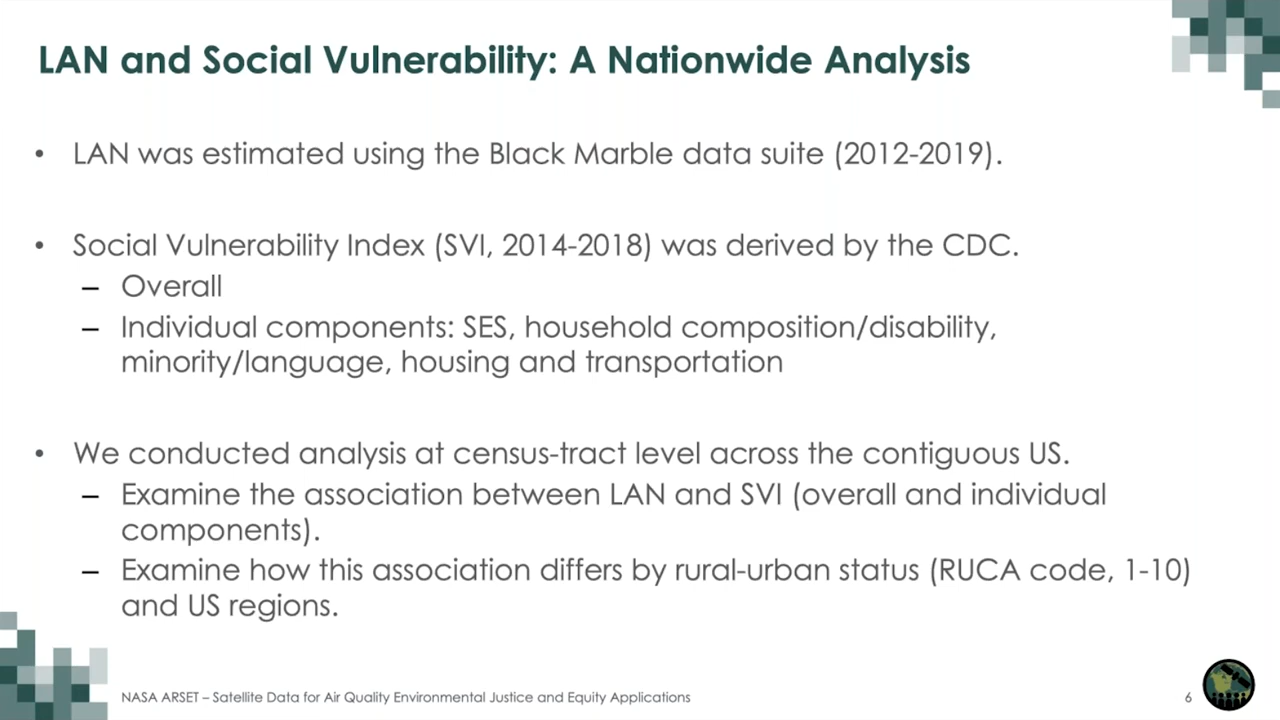 LAN and Social Vulnerability: A Nationwide Analysis
• LAN was estimated using the Black Marble data suite (2012-2019).
• Social Vulnerability Index (SVI, 2014-2018) was derived by the CDC.
– Overall
– Individual components: SES, household composition/disability,
minority/language, housing and transportation
• We conducted analysis at census-tract level across the contiguous US.
– Examine the association between LAN and SVI (overall and individual
components).
– Examine how this association differs by rural-urban status (RUCA code, 1-10)
and US regions.
NASA ARSET – Satellite Data for Air Quality Environmental Justice and Equity Applications
6